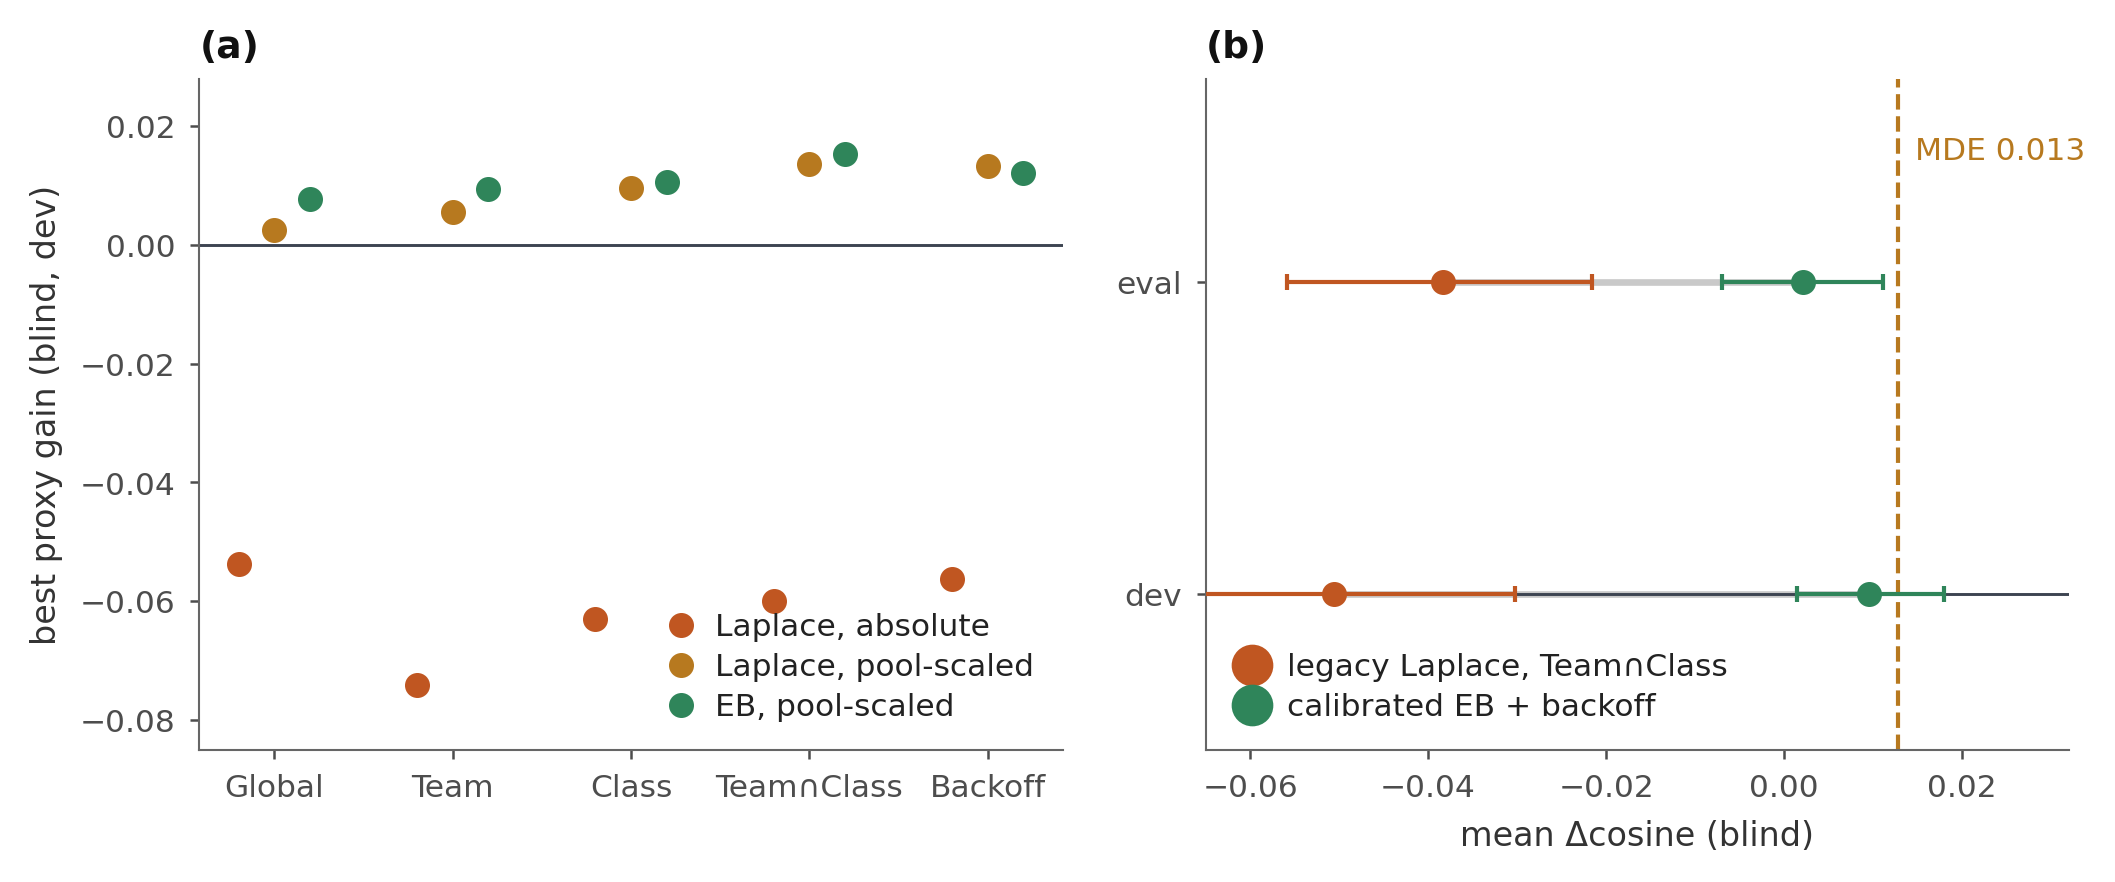 (a)
best proxy gain (blind, dev)
0.02
0.00
−0.02
−0.04
−0.06
−0.08
Laplace, absolute
Laplace, pool-scaled
EB, pool-scaled
Global Team Class Team∩Class Backoff
(b)
MDE 0.013
eval
dev
legacy Laplace, Team∩Class
calibrated EB + backoff
−0.06 −0.04 −0.02 0.00 0.02
mean Δcosine (blind)